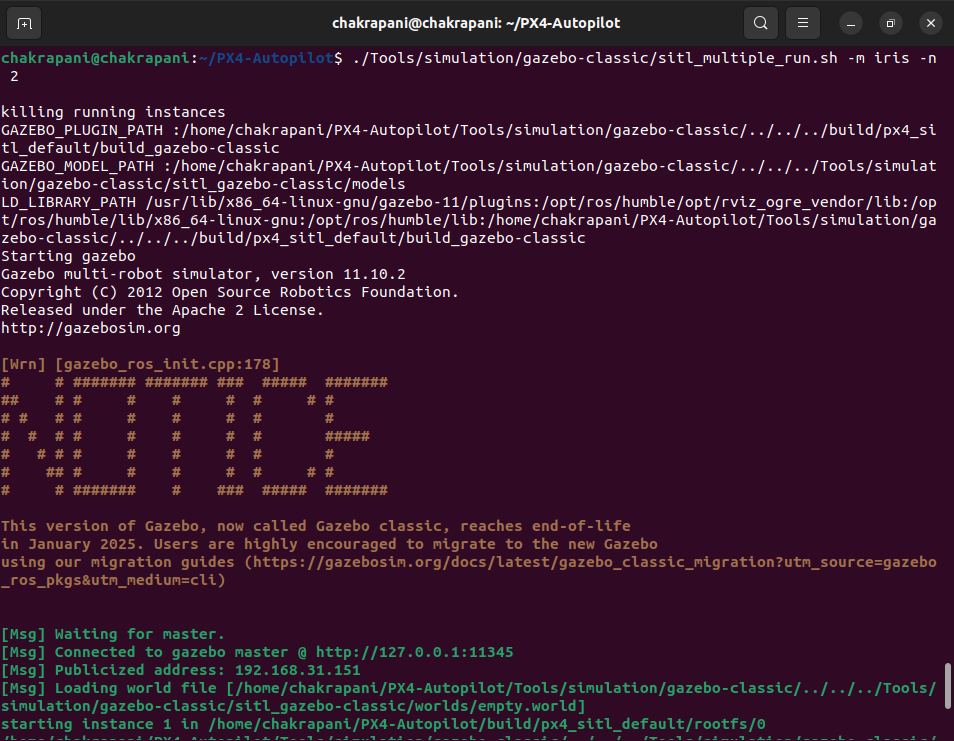 chakrapani@chakrapani: ~/PX4-Autopilot
chakrapani@chakrapani:~/PX4-Autopilot$ ./Tools/simulation/gazebo-classic/sitl_multiple_run.sh -m iris -n
 2
killing running instances
GAZEBO_PLUGIN_PATH :/home/chakrapani/PX4-Autopilot/Tools/simulation/gazebo-classic/../../../build/px4_si
tl_default/build_gazebo-classic
GAZEBO_MODEL_PATH :/home/chakrapani/PX4-Autopilot/Tools/simulation/gazebo-classic/../../../Tools/simulat
ion/gazebo-classic/sitl_gazebo-classic/models
LD_LIBRARY_PATH /usr/lib/x86_64-linux-gnu/gazebo-11/plugins:/opt/ros/humble/opt/rviz_ogre_vendor/lib:/op
t/ros/humble/lib/x86_64-linux-gnu:/opt/ros/humble/lib:/home/chakrapani/PX4-Autopilot/Tools/simulation/ga
zebo-classic/../../../build/px4_sitl_default/build_gazebo-classic
Starting gazebo
Gazebo multi-robot simulator, version 11.10.2
Copyright (C) 2012 Open Source Robotics Foundation.
Released under the Apache 2 License.
http://gazebosim.org
[Wrn] [gazebo_ros_init.cpp:178]
#     # ####### ####### ###  #####  #######
##    # #     #    #     #  #     # #
# #   # #     #    #     #  #       #
#  #  # #     #    #     #  #       #####
#   # # #     #    #     #  #       #
#    ## #     #    #     #  #     # #
#     # #######    #    ###  #####  #######
This version of Gazebo, now called Gazebo classic, reaches end-of-life
in January 2025. Users are highly encouraged to migrate to the new Gazebo
using our migration guides (https://gazebosim.org/docs/latest/gazebo_classic_migration?utm_source=gazebo
_ros_pkgs&utm_medium=cli)
[Msg] Waiting for master.
[Msg] Connected to gazebo master @ http://127.0.0.1:11345
[Msg] Publicized address: 192.168.31.151
[Msg] Loading world file [/home/chakrapani/PX4-Autopilot/Tools/simulation/gazebo-classic/../../../Tools/
simulation/gazebo-classic/sitl_gazebo-classic/worlds/empty.world]
starting instance 1 in /home/chakrapani/PX4-Autopilot/build/px4_sitl_default/rootfs/0